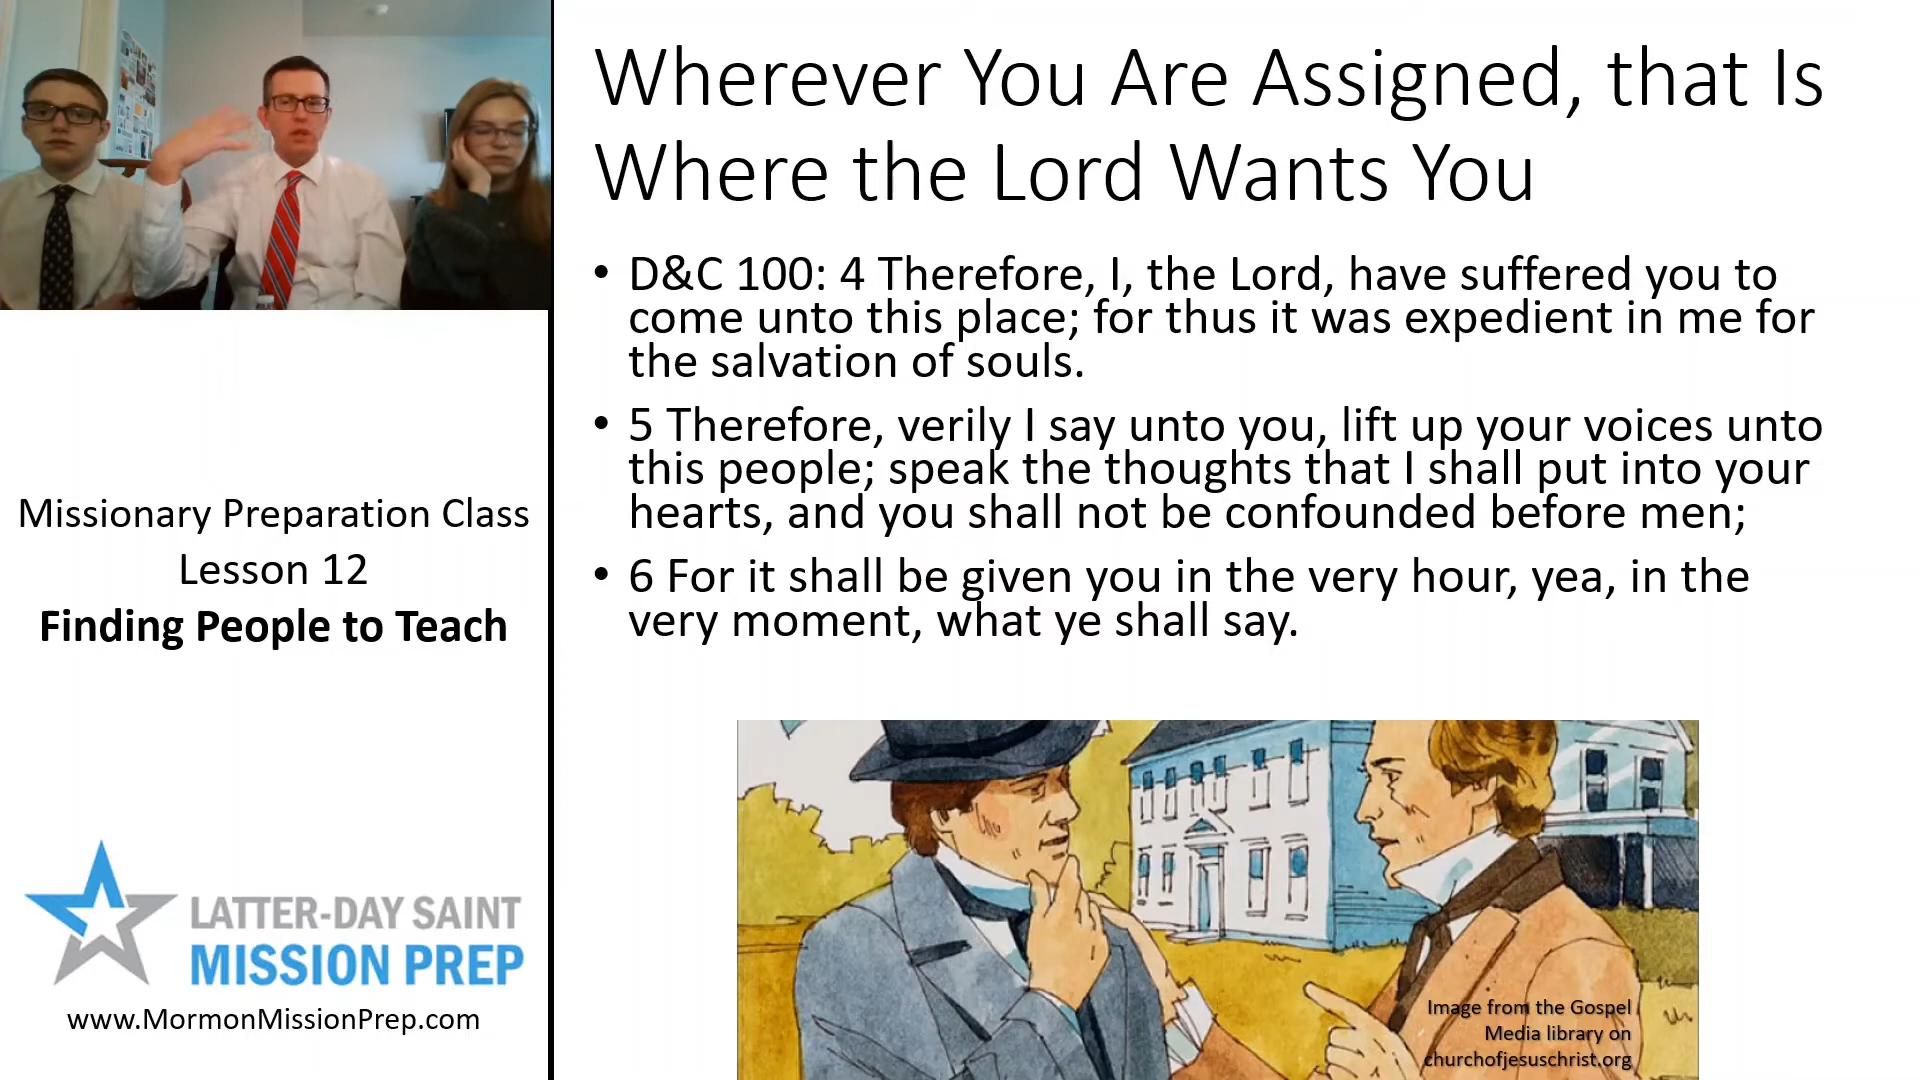 Wherever You Are Assigned, that Is
Where the Lord Wants You
• D&C 100: 4 Therefore, I, the Lord, have suffered you to
come unto this place; for thus it was expedient in me for
the salvation of souls.
• 5 Therefore, verily I say unto you, lift up your voices unto
this people; speak the thoughts that I shall put into your
hearts, and you shall not be confounded before men;
• 6 For it shall be given you in the very hour, yea, in the
very moment, what ye shall say.
Missionary Preparation Class
Lesson 12
Finding People to Teach
LATTER-DAY SAINT
MISSION PREP
www.MormonMissionPrep.com
Image from the Gospel
Media library on
churchofjesuschrist.org